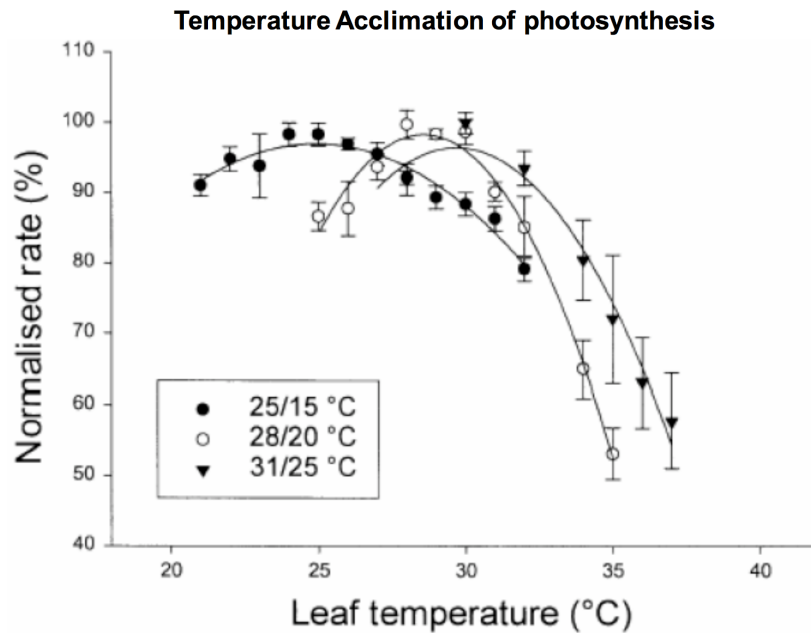 Temperature Acclimation of photosynthesis
110
100
90
80
70
60
50
40
Normalised rate (%)
25/15 °C
28/20 °C
31/25 °C
20
25
30
35
40
Leaf temperature (°C)